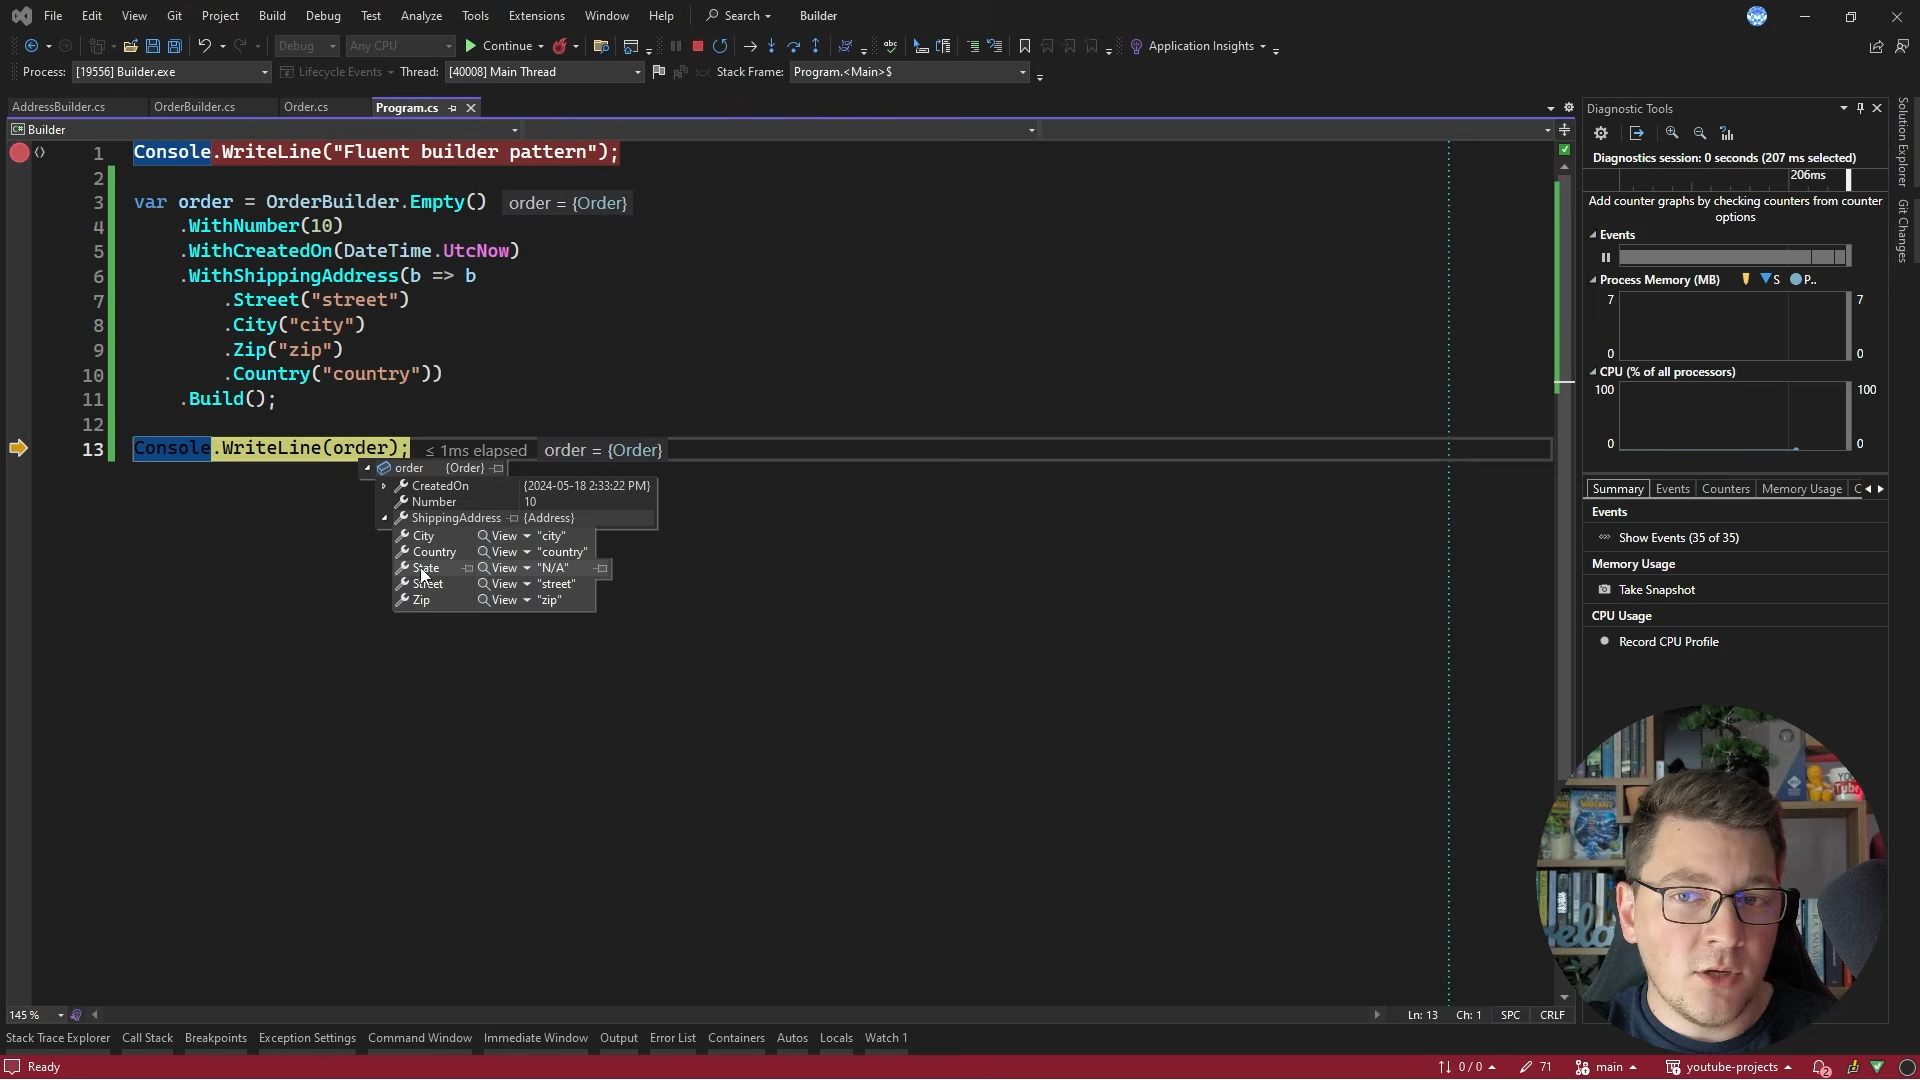 File Edit View Git Project Build Debug Test Analyze Tools Extensions Window Help Search Builder
Debug Any CPU Continue Application Insights
Process: [19556] Builder.exe Lifecycle Events Thread: [40008] Main Thread Stack Frame: Program.<Main>$
AddressBuilder.cs OrderBuilder.cs Order.cs Program.cs
Builder
1 Console.WriteLine("Fluent builder pattern");
2
3 var order = OrderBuilder.Empty() order = {Order}
4 .WithNumber(10)
5 .WithCreatedOn(DateTime.UtcNow)
6 .WithShippingAddress(b => b
7 .Street("street")
8 .City("city")
9 .Zip("zip")
10 .Country("country"))
11 .Build();
12
13 Console.WriteLine(order); ≤ 1ms elapsed order = {Order}
order {Order}
CreatedOn {2024-05-18 2:33:22 PM}
Number 10
ShippingAddress {Address}
City View "city"
Country View "country"
State View "N/A"
Street View "street"
Zip View "zip"
Diagnostic Tools
Diagnostics session: 0 seconds (207 ms selected)
206ms
Add counter graphs by checking counters from counter
options
Events
Process Memory (MB) S P..
7 7
0 0
CPU (% of all processors)
100 100
0 0
Summary Events Counters Memory Usage C
Events
Show Events (35 of 35)
Memory Usage
Take Snapshot
CPU Usage
Record CPU Profile
Solution Explorer
Git Changes
145 % Ln: 13 Ch: 1 SPC CRLF
Stack Trace Explorer Call Stack Breakpoints Exception Settings Command Window Immediate Window Output Error List Containers Autos Locals Watch 1
Ready 0 / 0 71 main youtube-projects 2